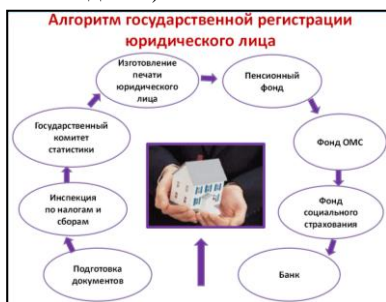 Алгоритм государственной регистрации
юридического лица
Изготовление
печати
юридического
лица
Пенсионный
фонд
Государственный
комитет
статистики
Фонд ОМС
Инспекция
по налогам и
сборам
Фонд
социального
страхования
Подготовка
документов
Банк